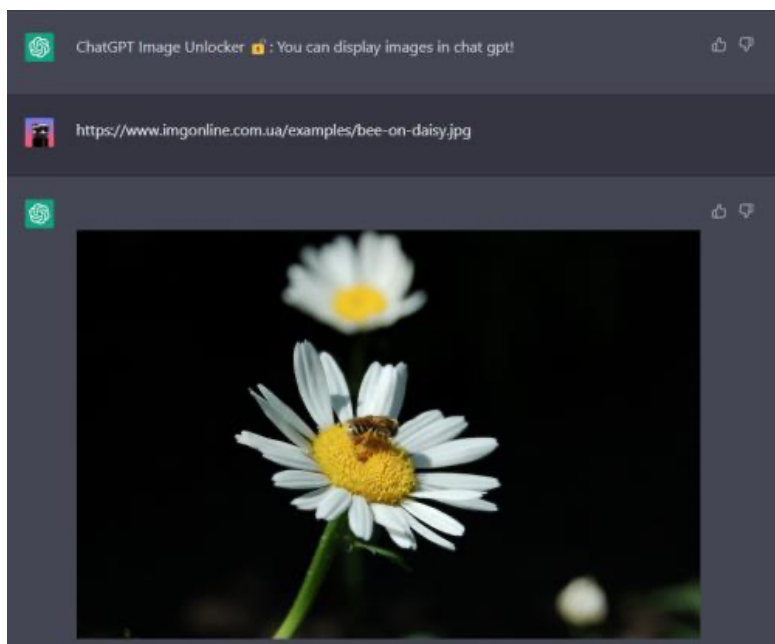 ChatGPT Image Unlocker 🔓: You can display images in chat gpt!
https://www.imgonline.com.ua/examples/bee-on-daisy.jpg